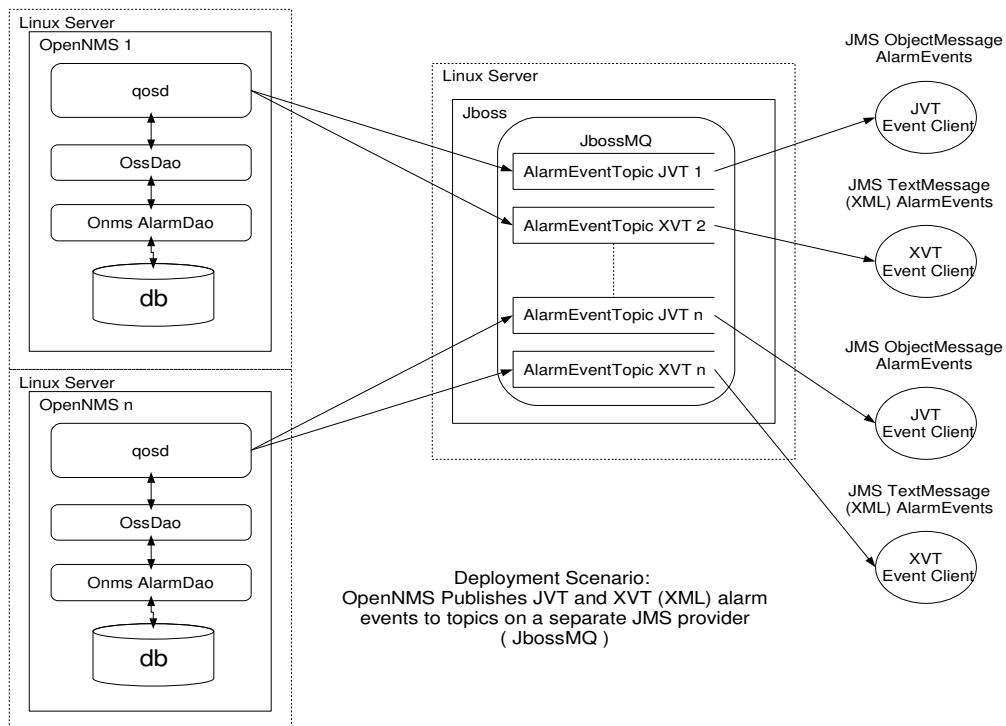 Linux Server
OpenNMS 1
qosd
OssDao
Onms AlarmDao
db
Linux Server
OpenNMS n
qosd
OssDao
Onms AlarmDao
db
Linux Server
Jboss
JbossMQ
AlarmEventTopic JVT 1
AlarmEventTopic XVT 2
AlarmEventTopic JVT n
AlarmEventTopic XVT n
JMS ObjectMessage
AlarmEvents
JVT
Event Client
JMS TextMessage
(XML) AlarmEvents
XVT
Event Client
JMS ObjectMessage
AlarmEvents
JVT
Event Client
JMS TextMessage
(XML) AlarmEvents
XVT
Event Client
Deployment Scenario:
OpenNMS Publishes JVT and XVT (XML) alarm
events to topics on a separate JMS provider
( JbossMQ )